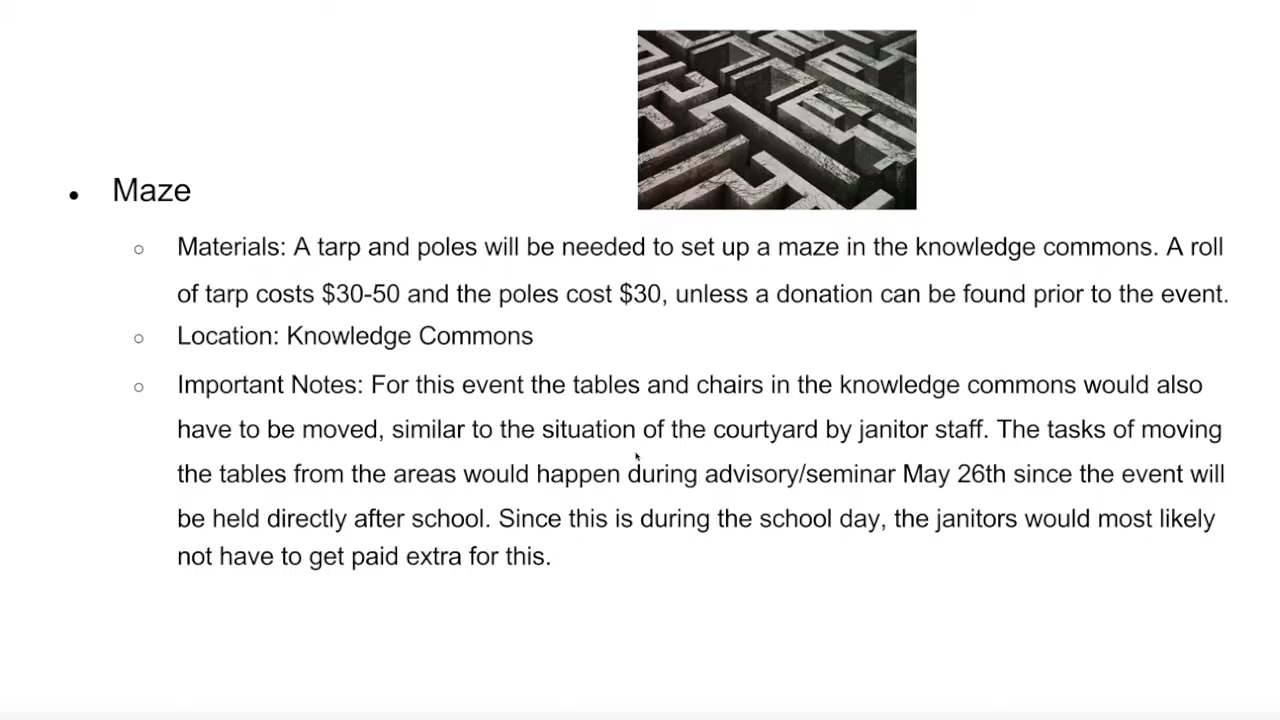 Maze
Materials: A tarp and poles will be needed to set up a maze in the knowledge commons. A roll
of tarp costs $30-50 and the poles cost $30, unless a donation can be found prior to the event.
Location: Knowledge Commons
Important Notes: For this event the tables and chairs in the knowledge commons would also
have to be moved, similar to the situation of the courtyard by janitor staff. The tasks of moving
the tables from the areas would happen during advisory/seminar May 26th since the event will
be held directly after school. Since this is during the school day, the janitors would most likely
not have to get paid extra for this.